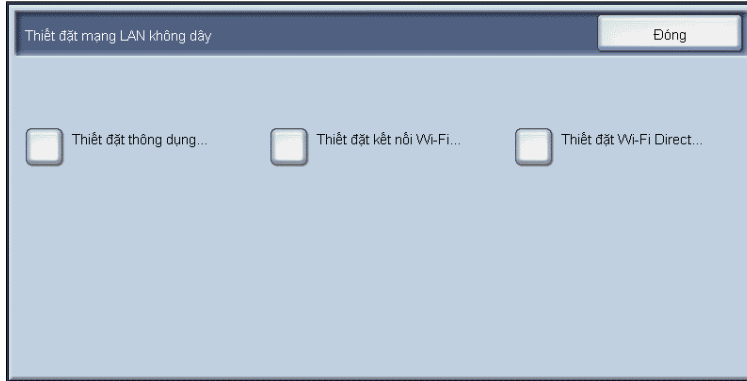 Thiết đặt mạng LAN không dây
Đóng
Thiết đặt thông dụng...
Thiết đặt kết nối Wi-Fi...
Thiết đặt Wi-Fi Direct...